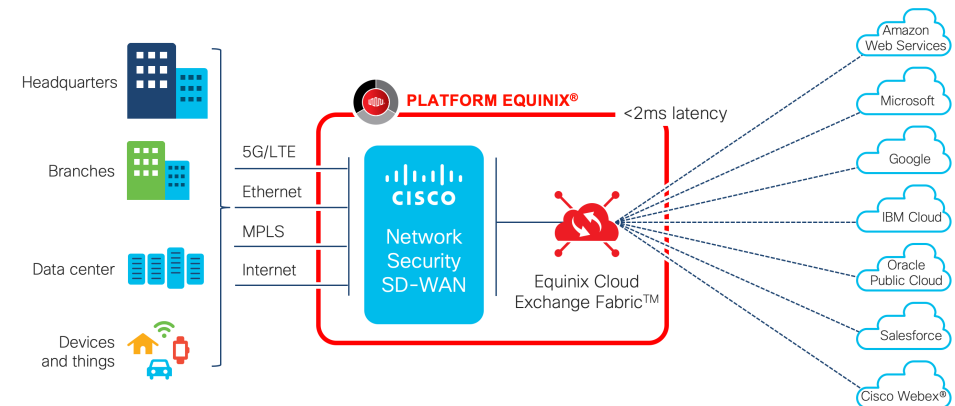 Headquarters
Branches
Data center
Devices
and things
5G/LTE
Ethernet
MPLS
Internet
PLATFORM EQUINIX®
<2ms latency
CISCO
Network
Security
SD-WAN
Equinix Cloud
Exchange Fabric™
Amazon
Web Services
Microsoft
Google
IBM Cloud
Oracle
Public Cloud
Salesforce
Cisco Webex®